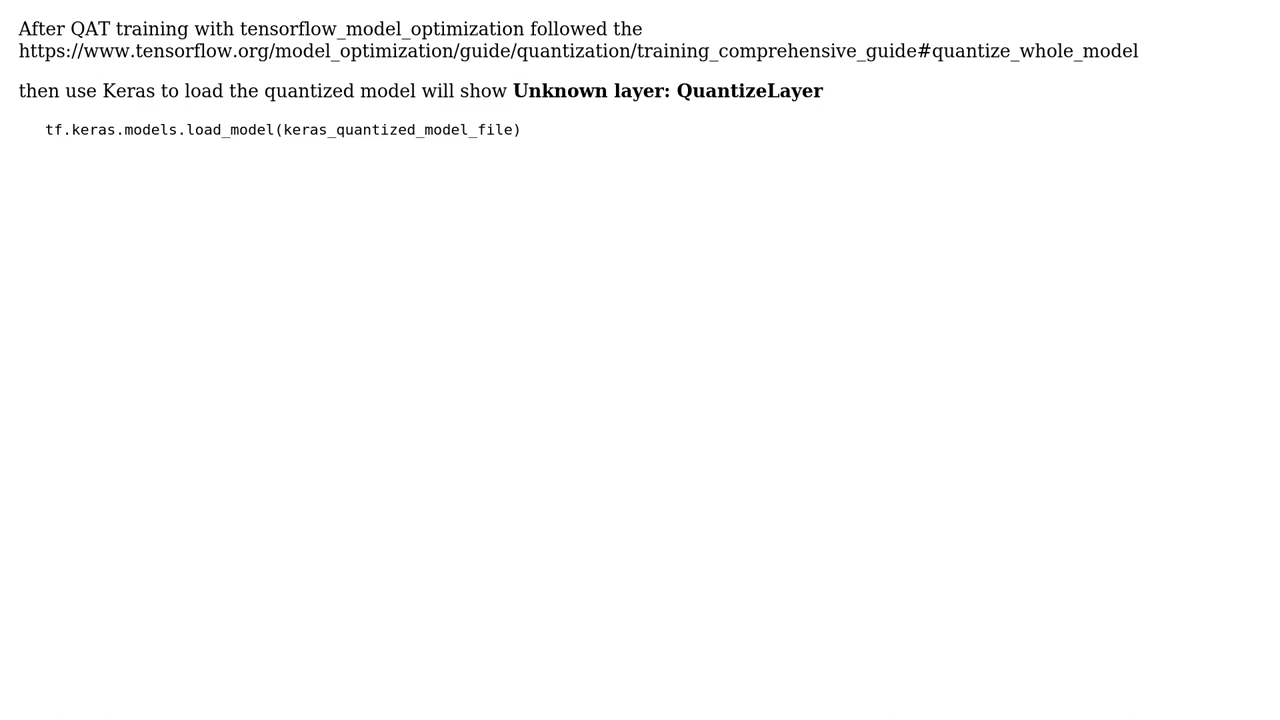 After QAT training with tensorflow_model_optimization followed the
https://www.tensorflow.org/model_optimization/guide/quantization/training_comprehensive_guide#quantize_whole_model
then use Keras to load the quantized model will show Unknown layer: QuantizeLayer
tf.keras.models.load_model(keras_quantized_model_file)